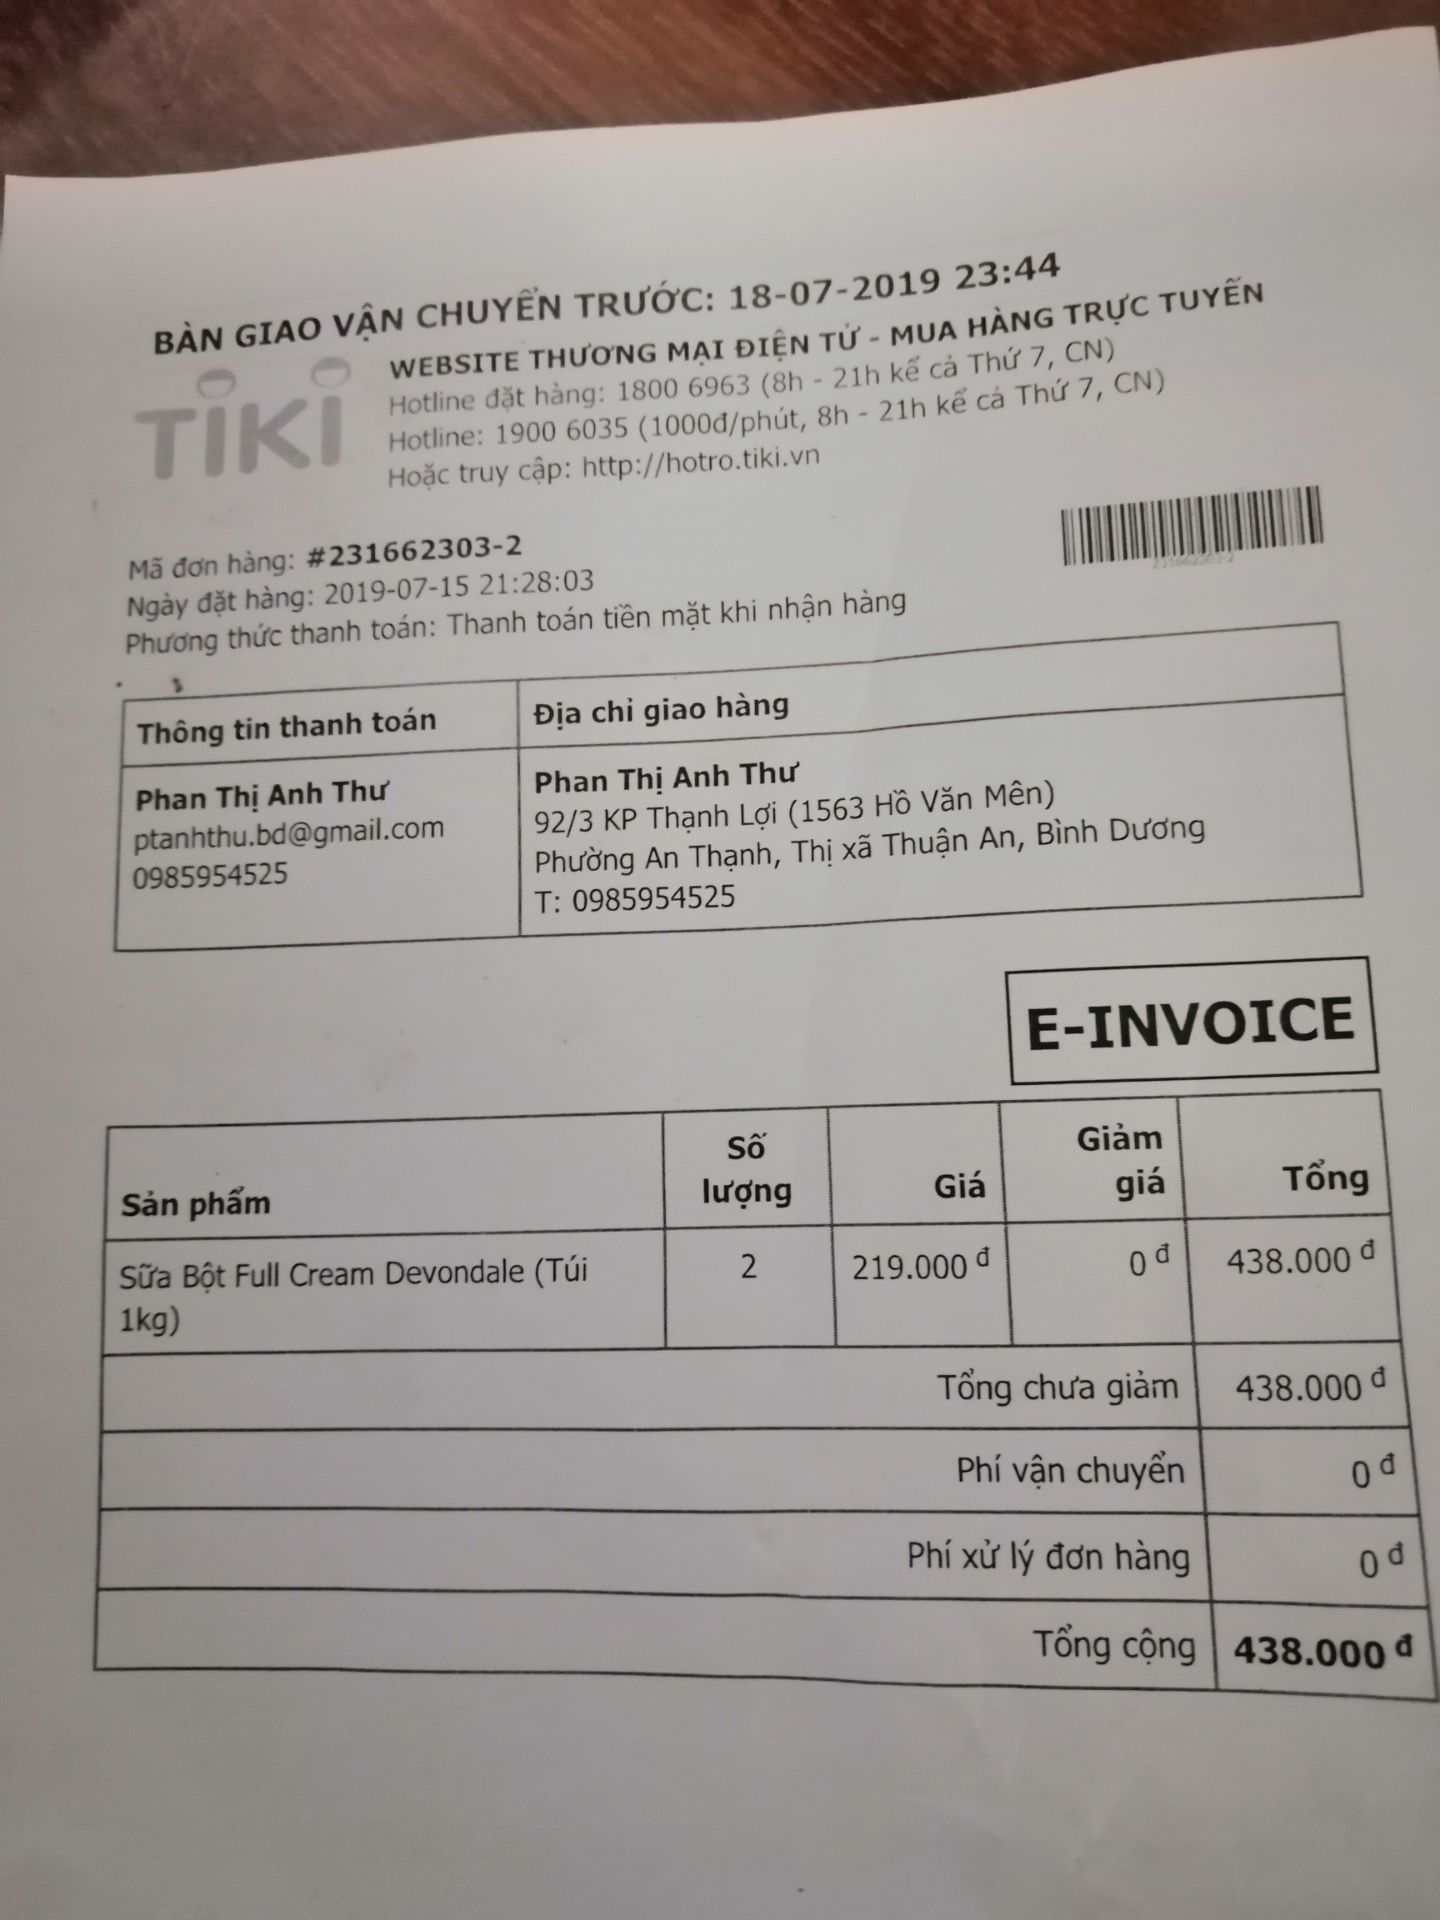 BÀN GIAO VẬN CHUYỂN TRƯỚC: 18-07-2019 23:44
TiKi
WEBSITE THƯƠNG MẠI ĐIỆN TỬ - MUA HÀNG TRỰC TUYẾN
Hotline đặt hàng: 1800 6963 (8h - 21h kể cả Thứ 7, CN)
Hotline: 1900 6035 (1000đ/phút, 8h - 21h kể cả Thứ 7, CN)
Hoặc truy cập: http://hotro.tiki.vn
Mã đơn hàng: #231662303-2
231662303-2
Ngày đặt hàng: 2019-07-15 21:28:03
Phương thức thanh toán: Thanh toán tiền mặt khi nhận hàng
Thông tin thanh toán
Địa chỉ giao hàng
Phan Thị Anh Thư
ptanhthu.bd@gmail.com
0985954525
Phan Thị Anh Thư
92/3 KP Thạnh Lợi (1563 Hồ Văn Mên)
Phường An Thạnh, Thị xã Thuận An, Bình Dương
T: 0985954525
E-INVOICE
Sản phẩm
Số
lượng
Giá
Giảm
giá
Tổng
Sữa Bột Full Cream Devondale (Túi
1kg)
2
219.000 đ
0 đ
438.000 đ
Tổng chưa giảm 438.000 đ
Phí vận chuyển 0 đ
Phí xử lý đơn hàng 0 đ
Tổng cộng 438.000 đ